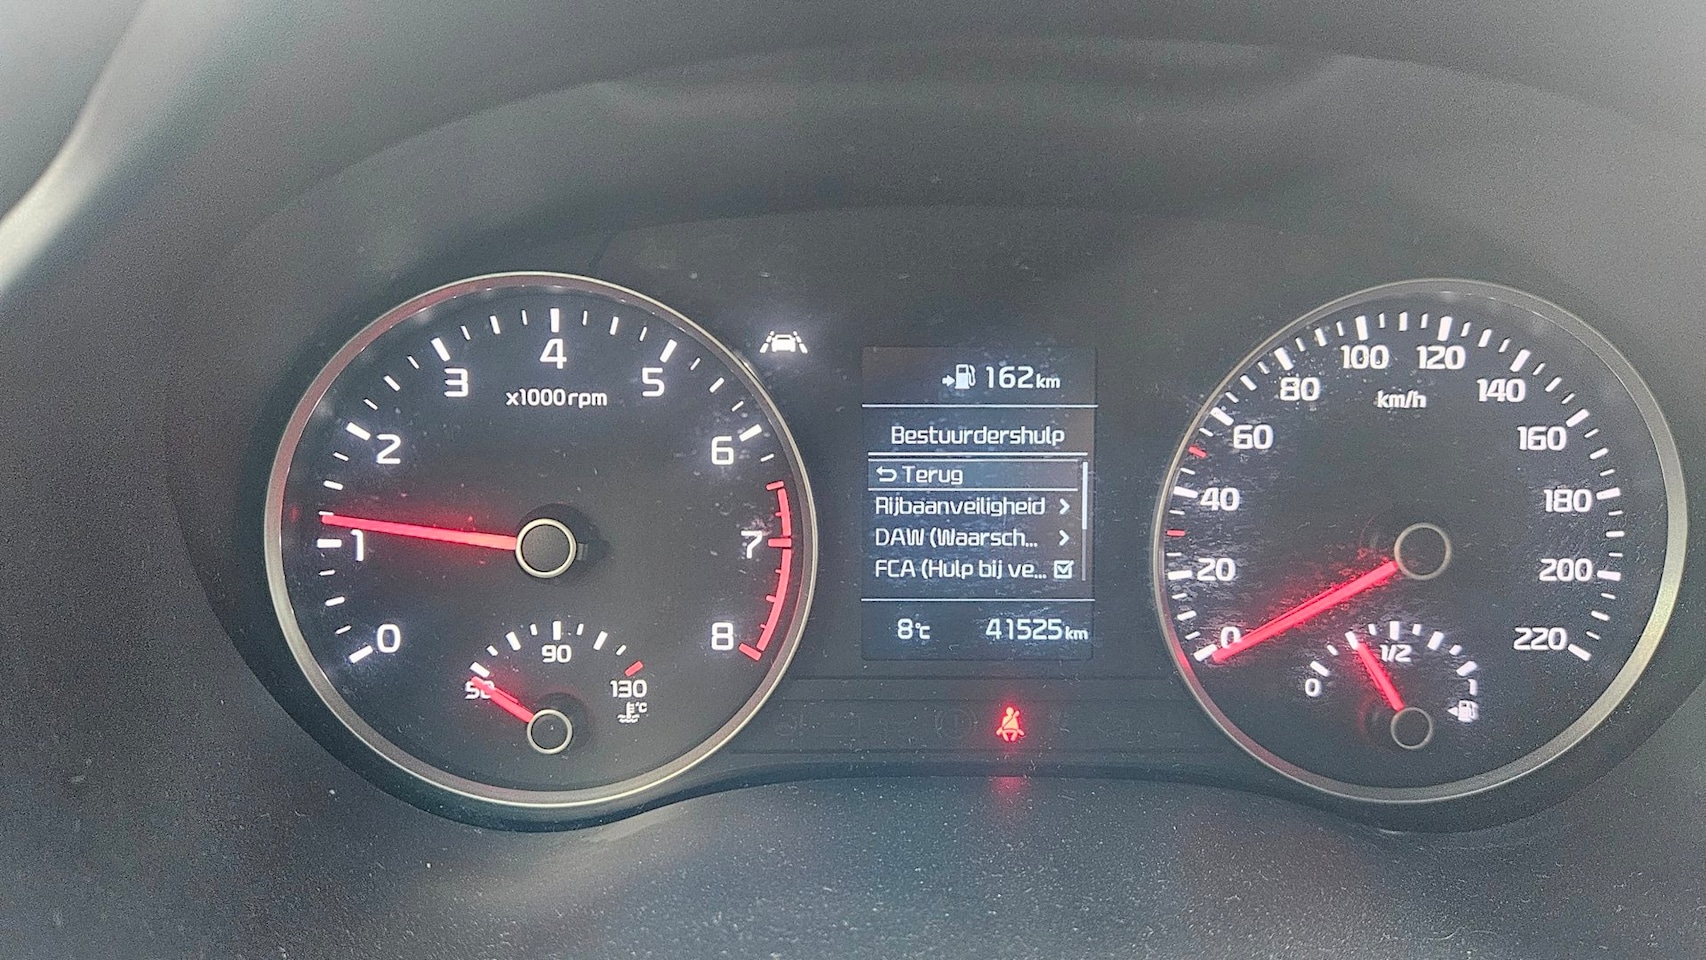 4
3
5
x1000rpm
2
6
1
7
0
8
90
50
130
°C
162km
Bestuurdershulp
Terug
Rijbaanveiligheid
DAW (Waarsch...
FCA (Hulp bij ve...
8°C 41525km
100 120
80 140
km/h
60 160
40 180
20 200
0 220
1/2
0 1